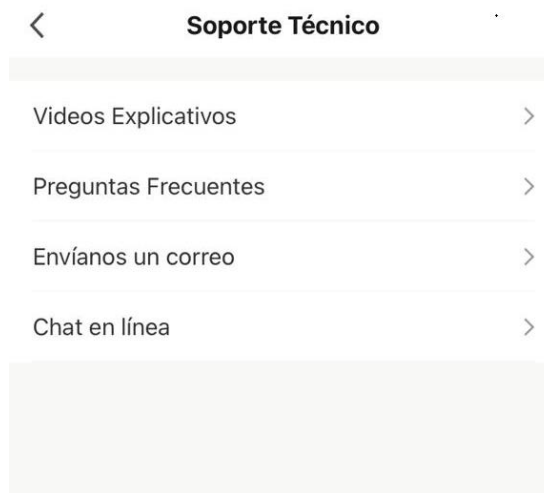 Soporte Técnico
Videos Explicativos
Preguntas Frecuentes
Envíanos un correo
Chat en línea